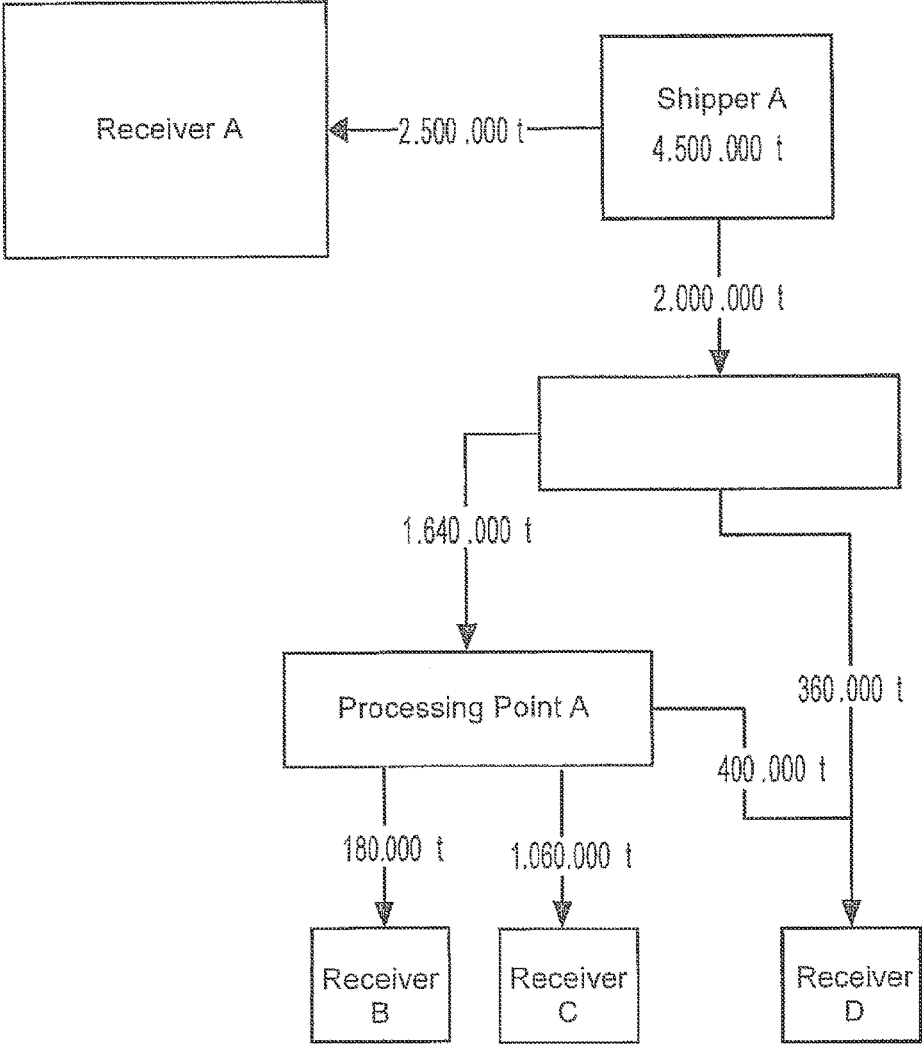 Receiver A
2.500.000 t
Shipper A
4.500.000 t
2.000.000 t
1.640.000 t
Processing Point A
360.000 t
400.000 t
180.000 t
1.060.000 t
Receiver
B
Receiver
C
Receiver
D